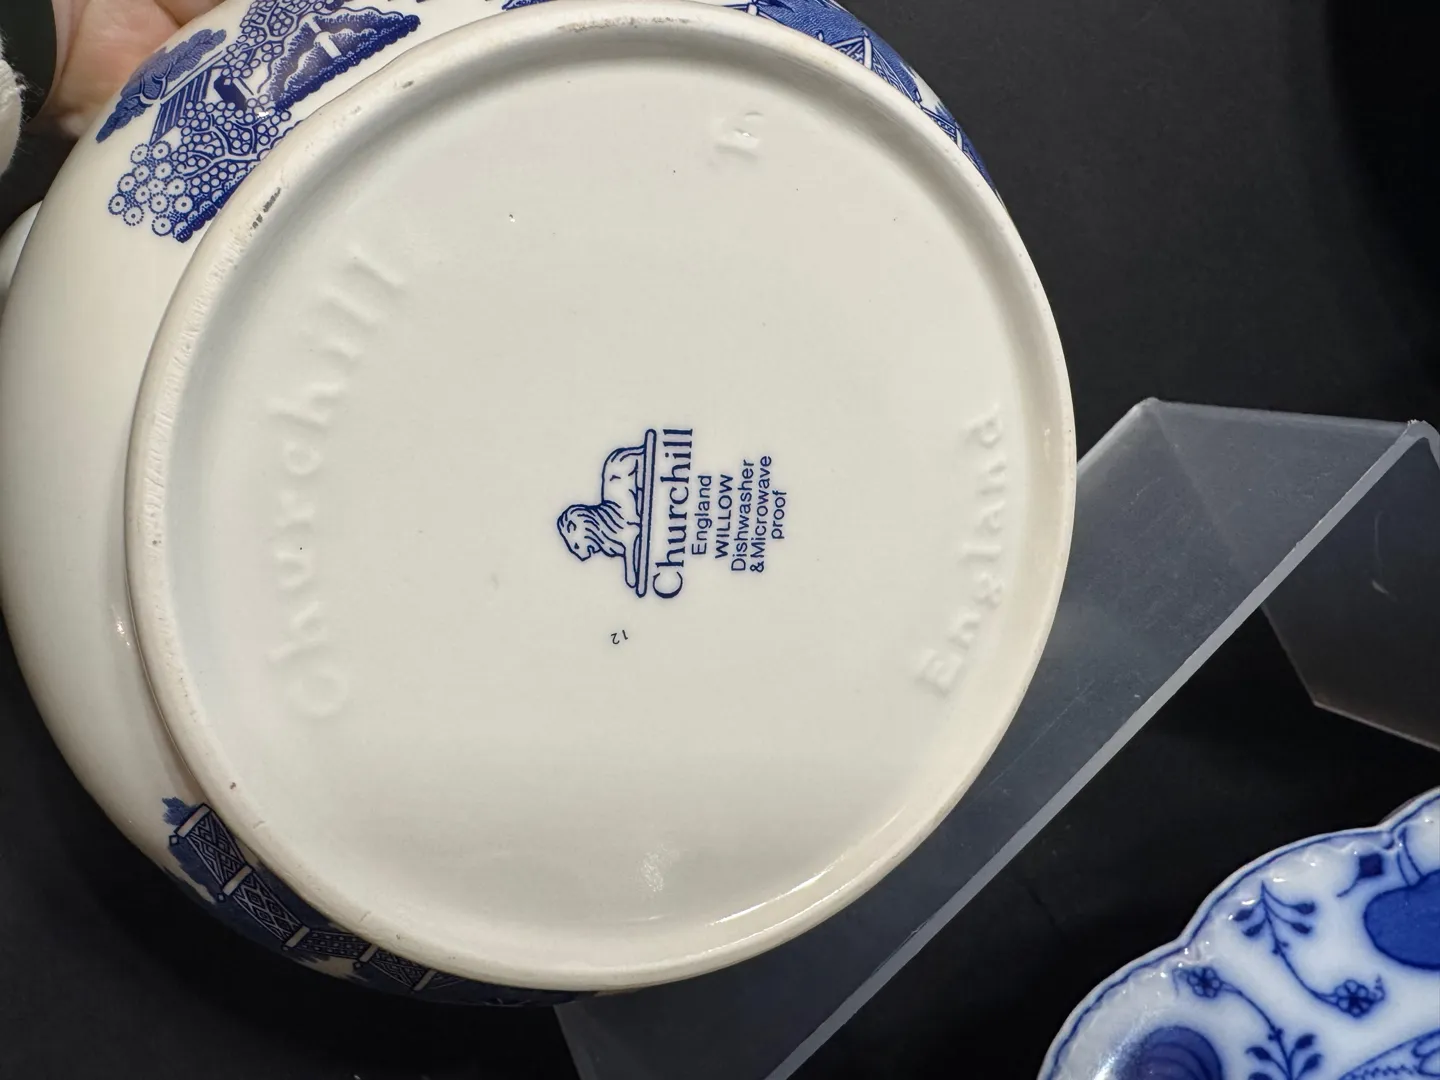 Churchill
England
WILLOW
Dishwasher
& Microwave
proof
12
Churchill
England